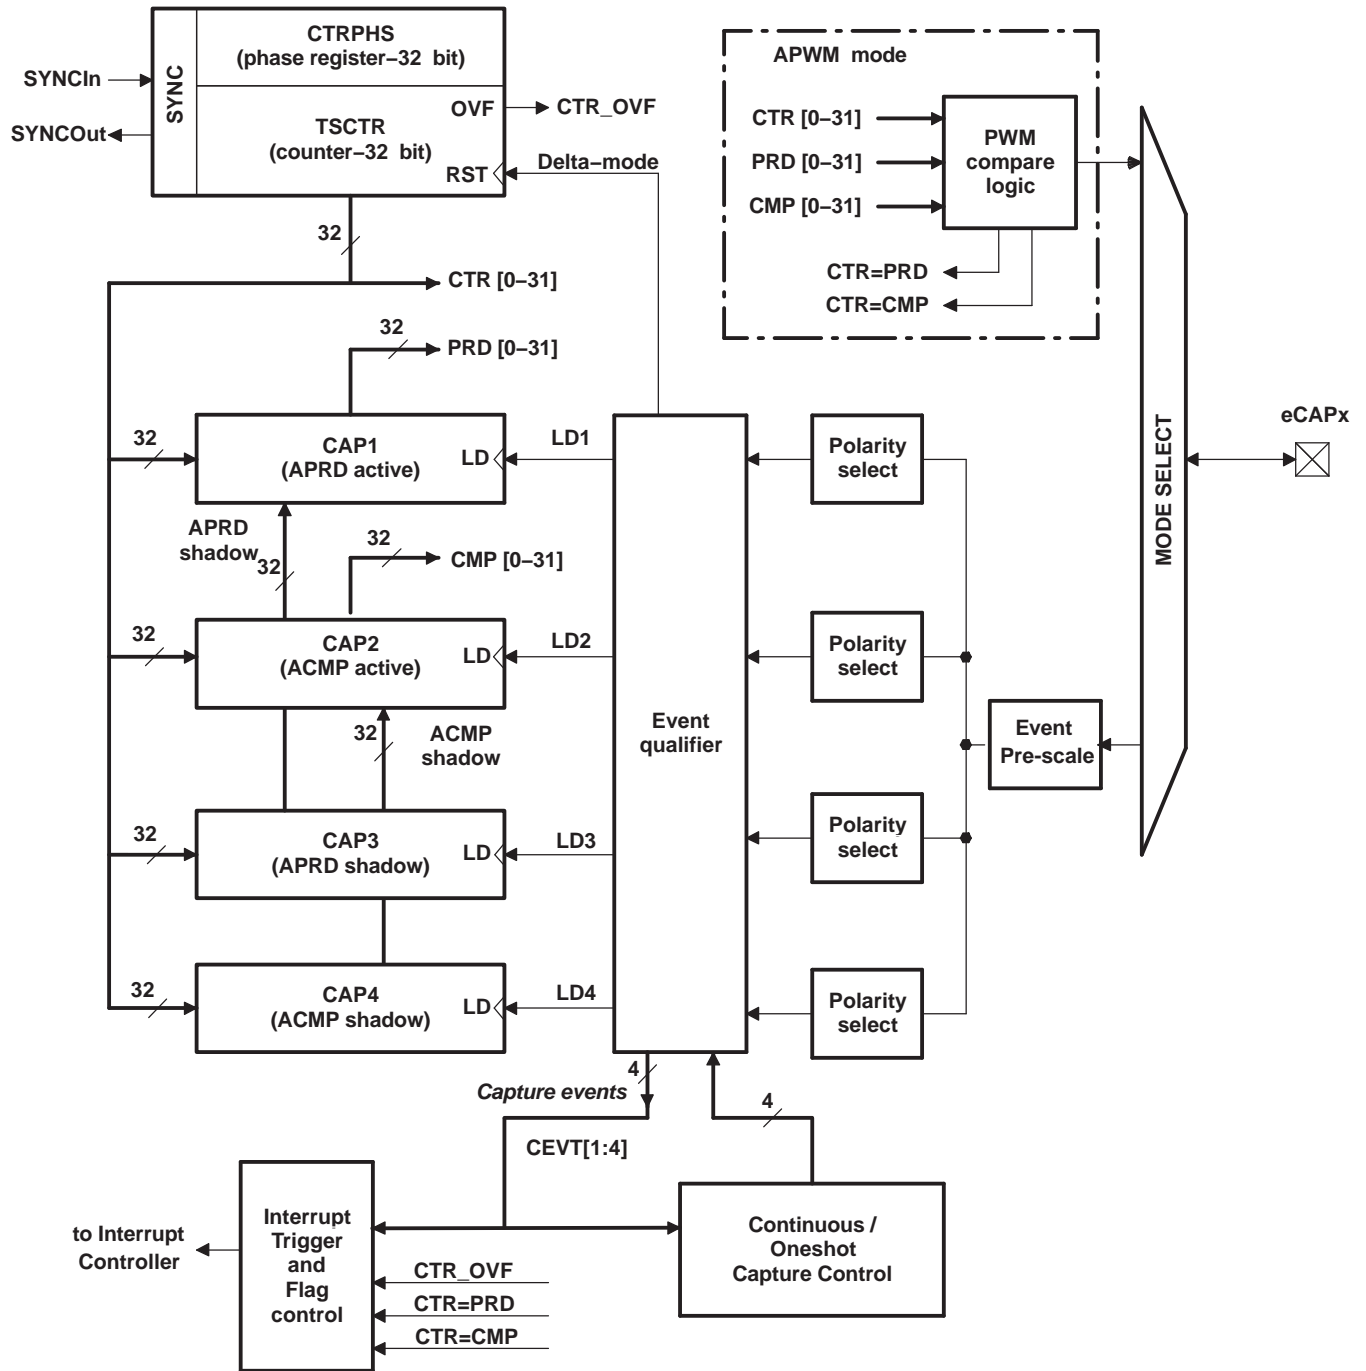 CTRPHS
(phase register−32 bit)
SYNC
SYNCIn
SYNCOut
OVF
CTR_OVF
TSCTR
(counter−32 bit)
RST
Delta−mode
32
CTR [0−31]
32
PRD [0−31]
APWM mode
CTR [0−31]
PRD [0−31]
CMP [0−31]
PWM
compare
logic
CTR=PRD
CTR=CMP
32
CAP1
(APRD active)
LD
LD1
Polarity
select
MODE SELECT
eCAPx
APRD
shadow
32
32
CMP [0−31]
32
CAP2
(ACMP active)
LD
LD2
Polarity
select
32
ACMP
shadow
Event
qualifier
Event
Pre-scale
32
CAP3
(APRD shadow)
LD
LD3
Polarity
select
32
CAP4
(ACMP shadow)
LD
LD4
Polarity
select
4
Capture events
4
CEVT[1:4]
to Interrupt
Controller
Interrupt
Trigger
and
Flag
control
CTR_OVF
CTR=PRD
CTR=CMP
Continuous /
Oneshot
Capture Control